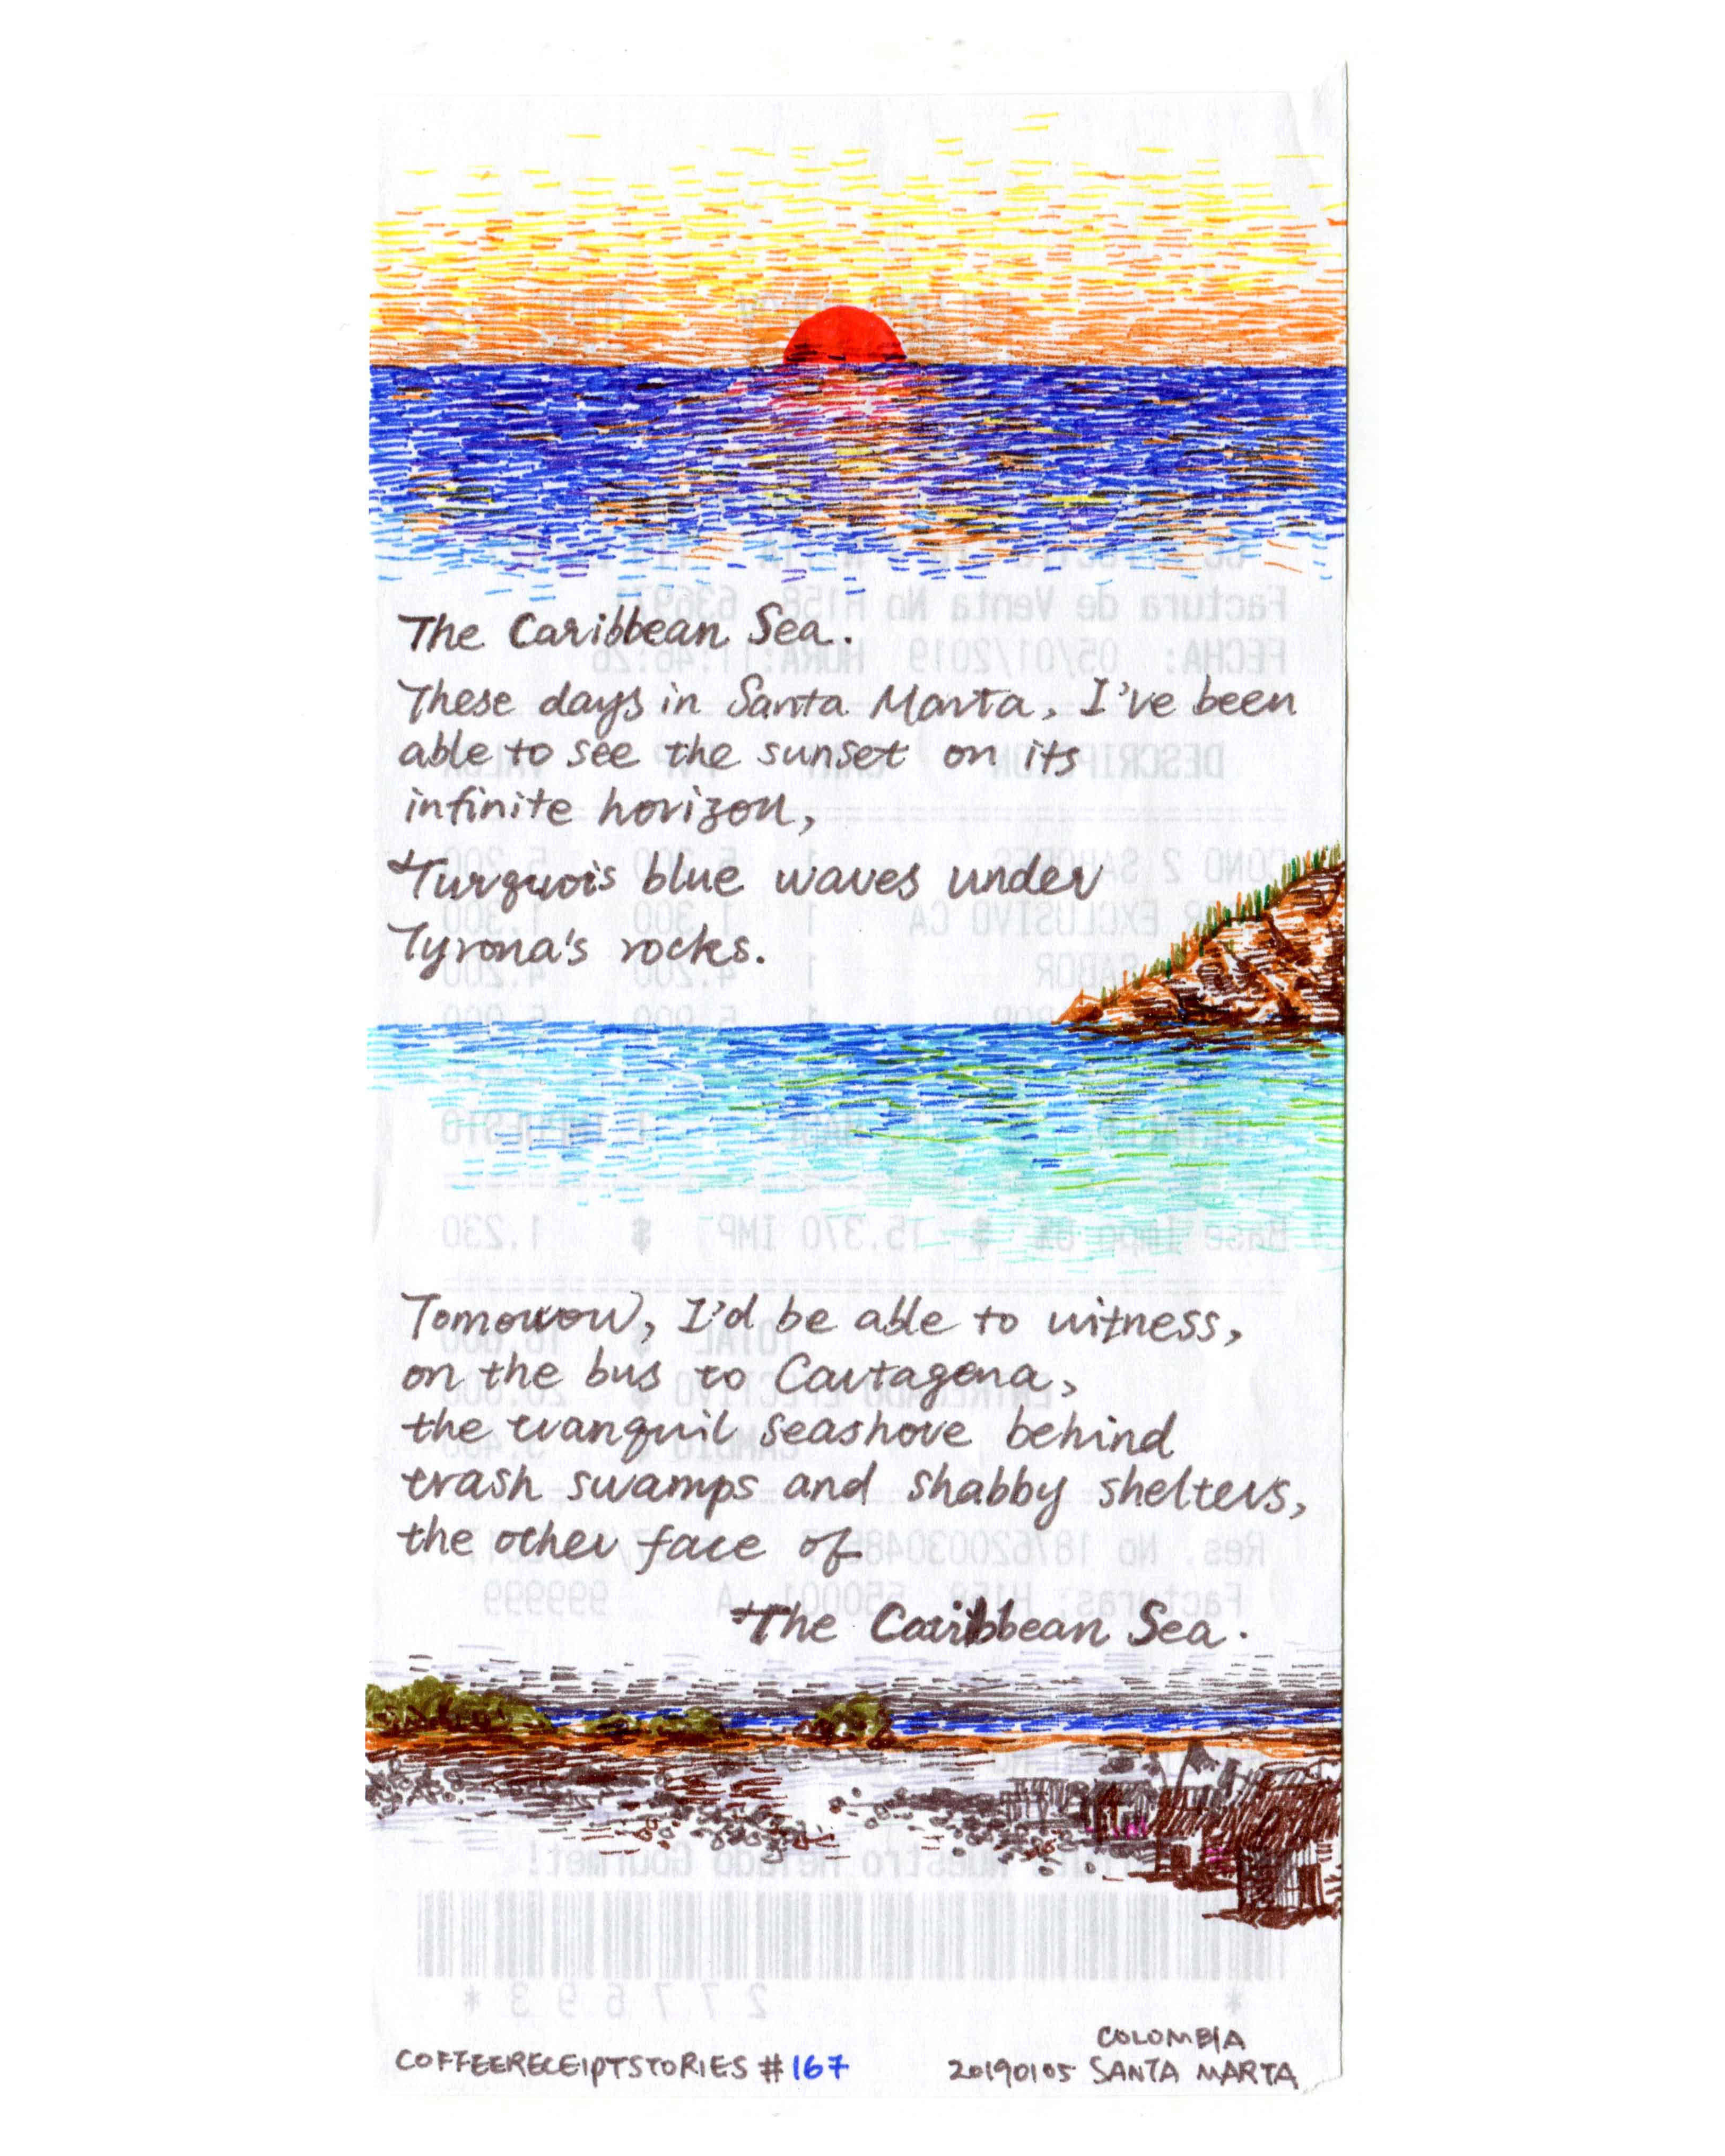 The Caribbean Sea.
These days in Santa Marta, I've been
able to see the sunset on its
infinite horizon,
Turquois blue waves under
Tyrona's rocks.
Tomorrow, I'd be able to witness,
on the bus to Cartagena,
the tranquil seashore behind
trash swamps and shabby shelters,
the other face of
The Caribbean Sea.
COLOMBIA
COFFEERECEIPTSTORIES #167
20190105 SANTA MARTA